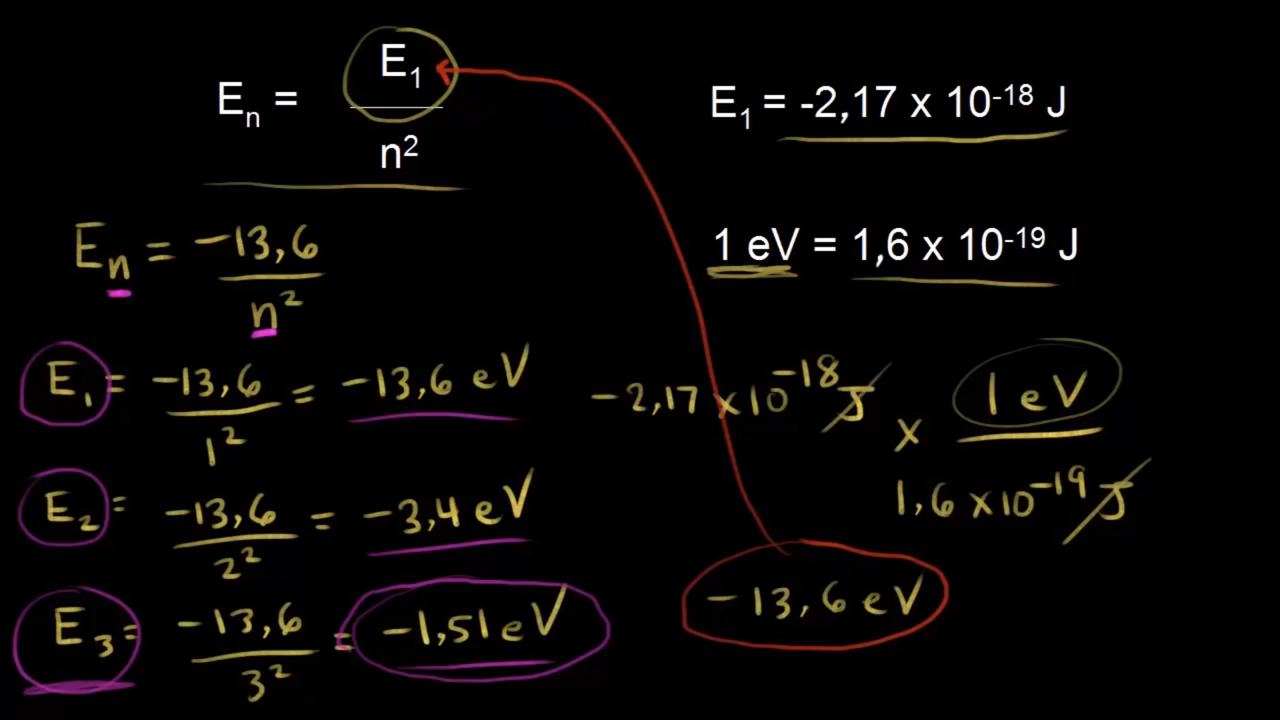 Eₙ = E₁ / n²
E₁ = -2,17 x 10⁻¹⁸ J
1 eV = 1,6 x 10⁻¹⁹ J
Eₙ = -13,6 / n²
E₁ = -13,6 / 1² = -13,6 eV
E₂ = -13,6 / 2² = -3,4 eV
E₃ = -13,6 / 3² = -1,51 eV
-2,17 x 10⁻¹⁸ J x 1 eV / 1,6 x 10⁻¹⁹ J
-13,6 eV